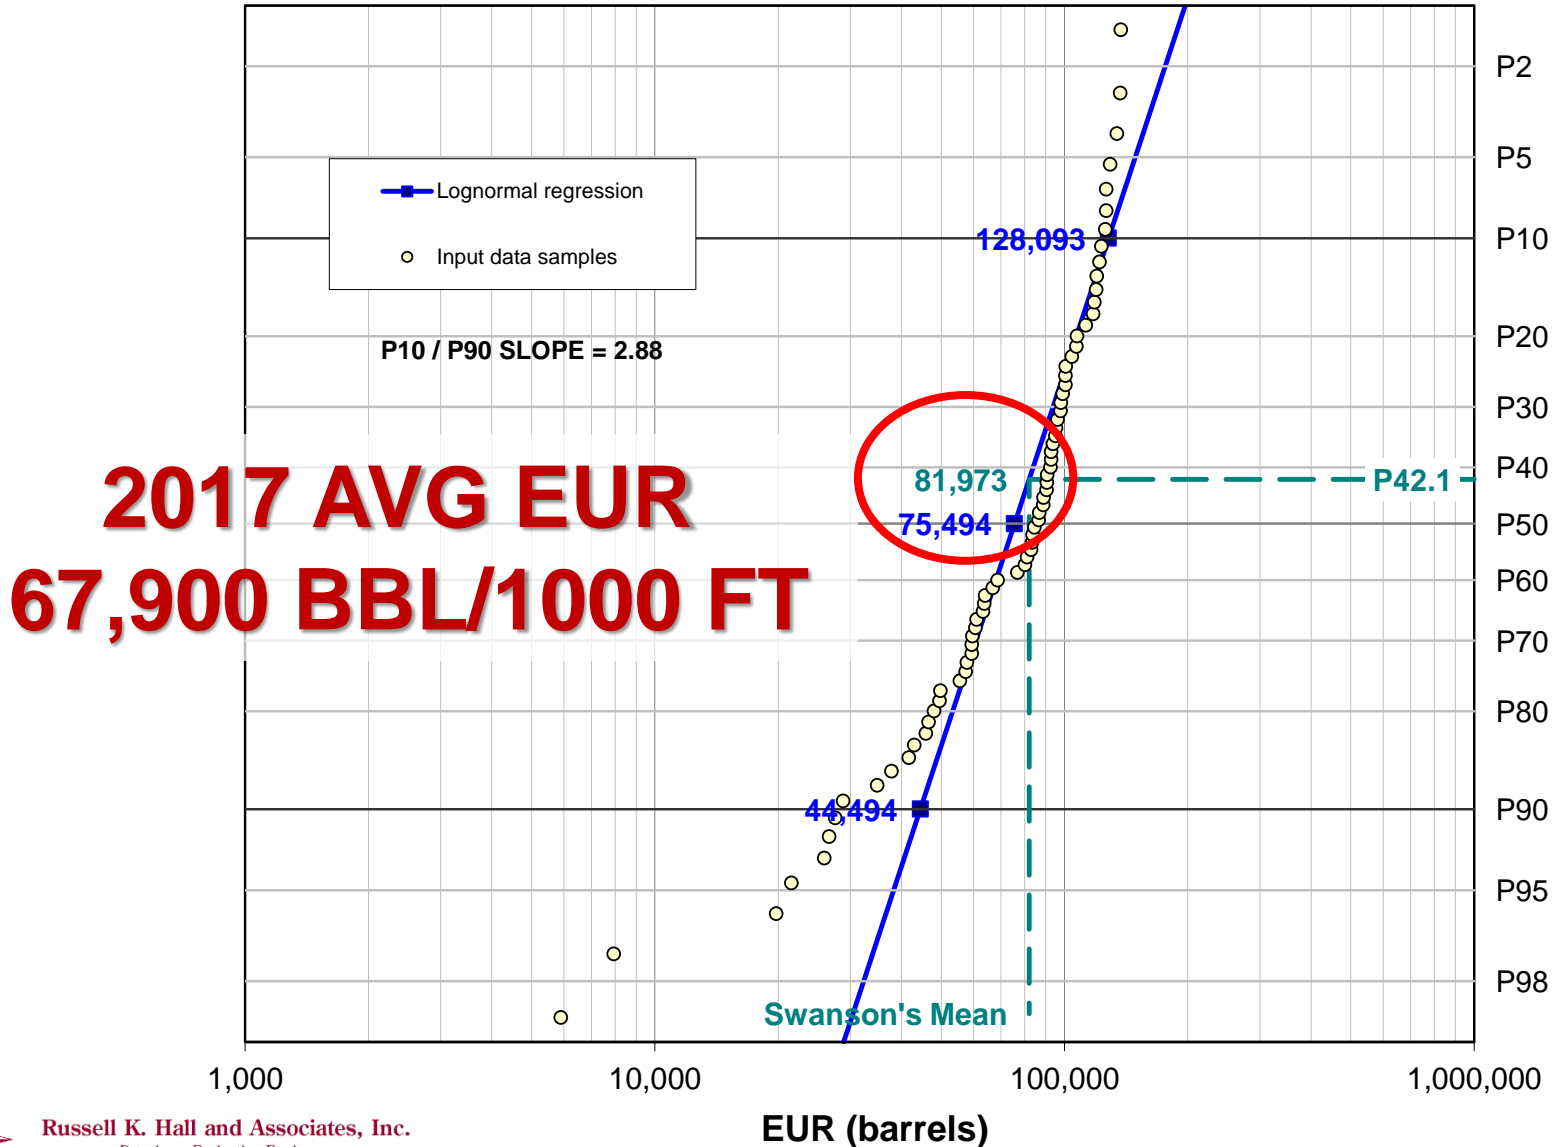 P2
P5
Lognormal regression
Input data samples
128,093
P10
P10 / P90 SLOPE = 2.88
P20
P30
2017 AVG EUR
67,900 BBL/1000 FT
P40
81,973
P42.1
75,494
P50
P60
P70
P80
44,494
P90
P95
P98
Swanson's Mean
1,000
10,000
100,000
1,000,000
EUR (barrels)
Russell K. Hall and Associates, Inc.